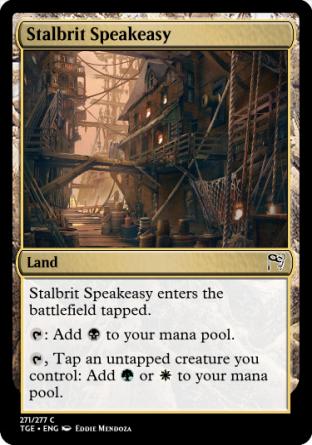 Stalbrit Speakeasy
Land
Stalbrit Speakeasy enters the
battlefield tapped.
: Add to your mana pool.
, Tap an untapped creature you
control: Add or to your mana
pool.
271/277 C
TGE • ENG Eddie Mendoza